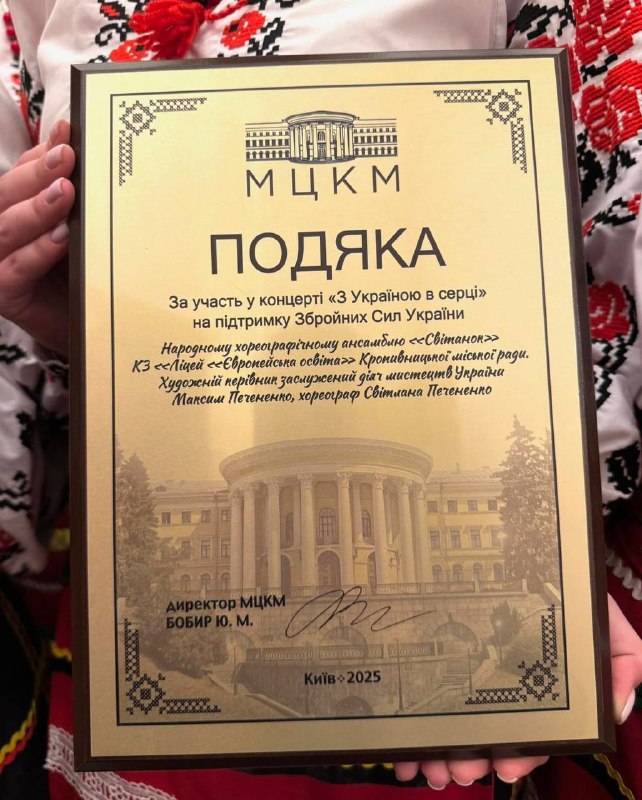 МЦКМ
ПОДЯКА
За участь у концерті «З Україною в серці»
на підтримку Збройних Сил України
Народному хореографічному ансамблю <<Світанок>>
КЗ <<Ліцей <<Європейська освіта>> Кропивницької міської ради.
Художній керівник заслужений діяч мистецтв України
Максим Печененко, хореограф Світлана Печененко
директор МЦКМ
БОБИР Ю. М.
Київ 2025